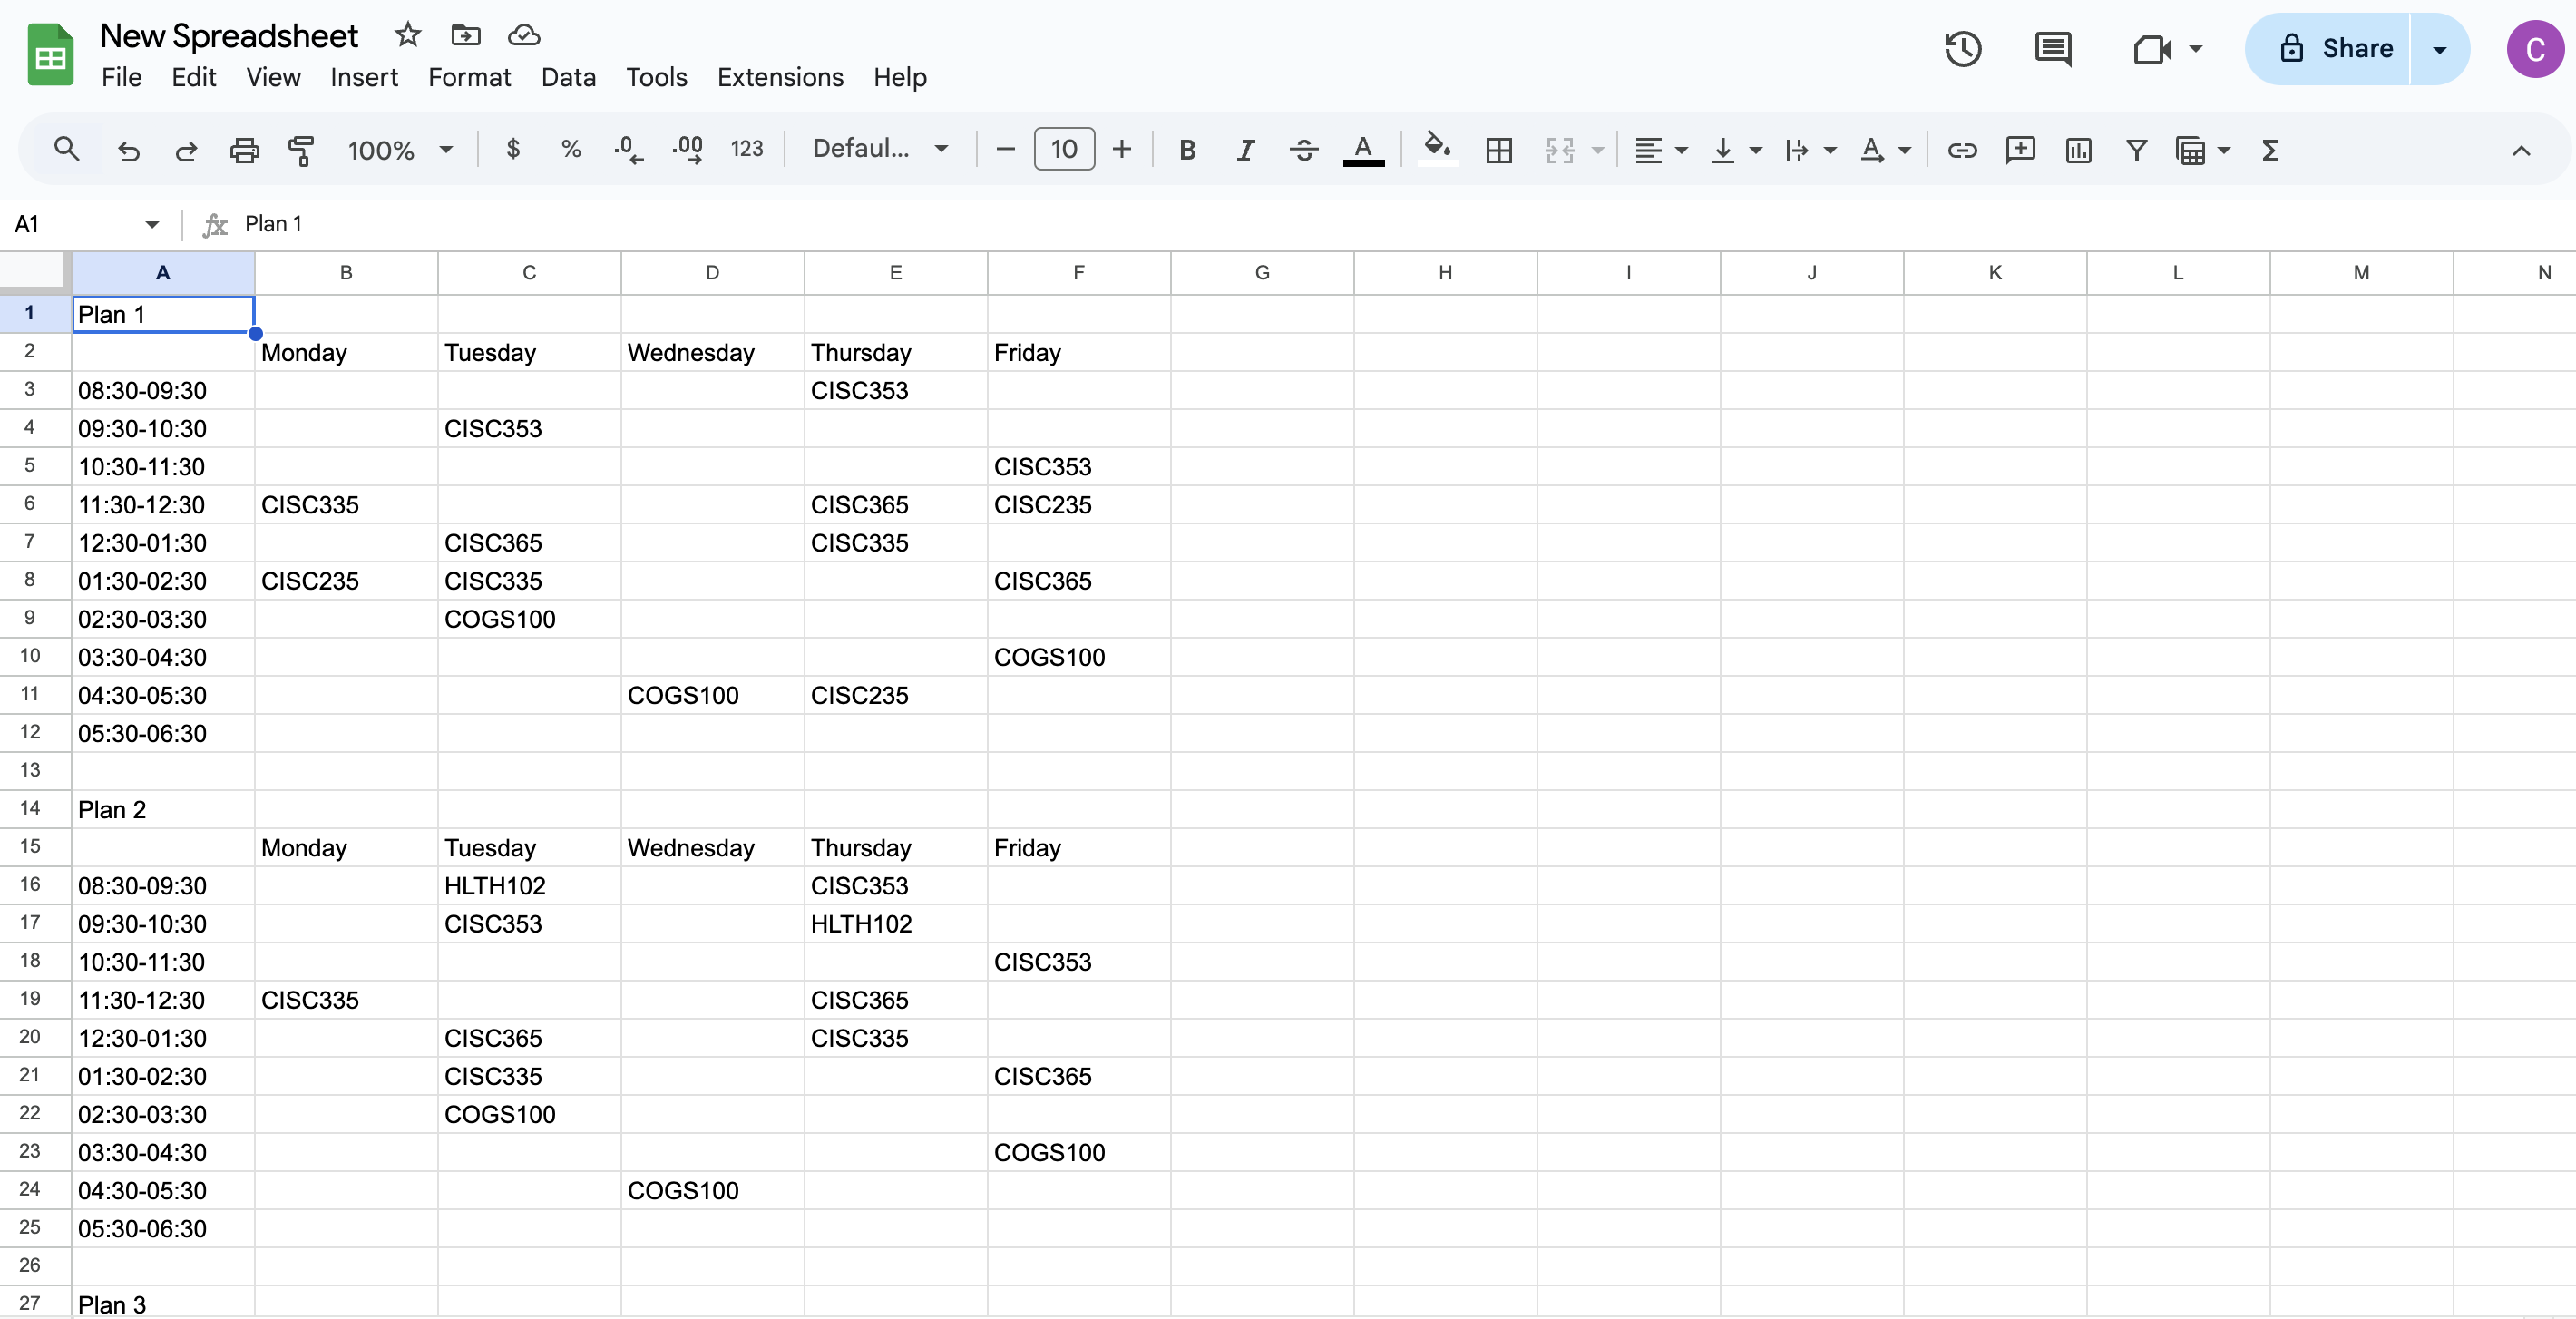 New Spreadsheet
File Edit View Insert Format Data Tools Extensions Help
Share
C
100% $ % .0 .00 123 Defaul... 10 B I A A Σ
A1 fx Plan 1
A B C D E F G H I J K L M N
1 Plan 1
2 Monday Tuesday Wednesday Thursday Friday
3 08:30-09:30 CISC353
4 09:30-10:30 CISC353
5 10:30-11:30 CISC353
6 11:30-12:30 CISC335 CISC365 CISC235
7 12:30-01:30 CISC365 CISC335
8 01:30-02:30 CISC235 CISC335 CISC365
9 02:30-03:30 COGS100
10 03:30-04:30 COGS100
11 04:30-05:30 COGS100 CISC235
12 05:30-06:30
13
14 Plan 2
15 Monday Tuesday Wednesday Thursday Friday
16 08:30-09:30 HLTH102 CISC353
17 09:30-10:30 CISC353 HLTH102
18 10:30-11:30 CISC353
19 11:30-12:30 CISC335 CISC365
20 12:30-01:30 CISC365 CISC335
21 01:30-02:30 CISC335 CISC365
22 02:30-03:30 COGS100
23 03:30-04:30 COGS100
24 04:30-05:30 COGS100
25 05:30-06:30
26
27 Plan 3